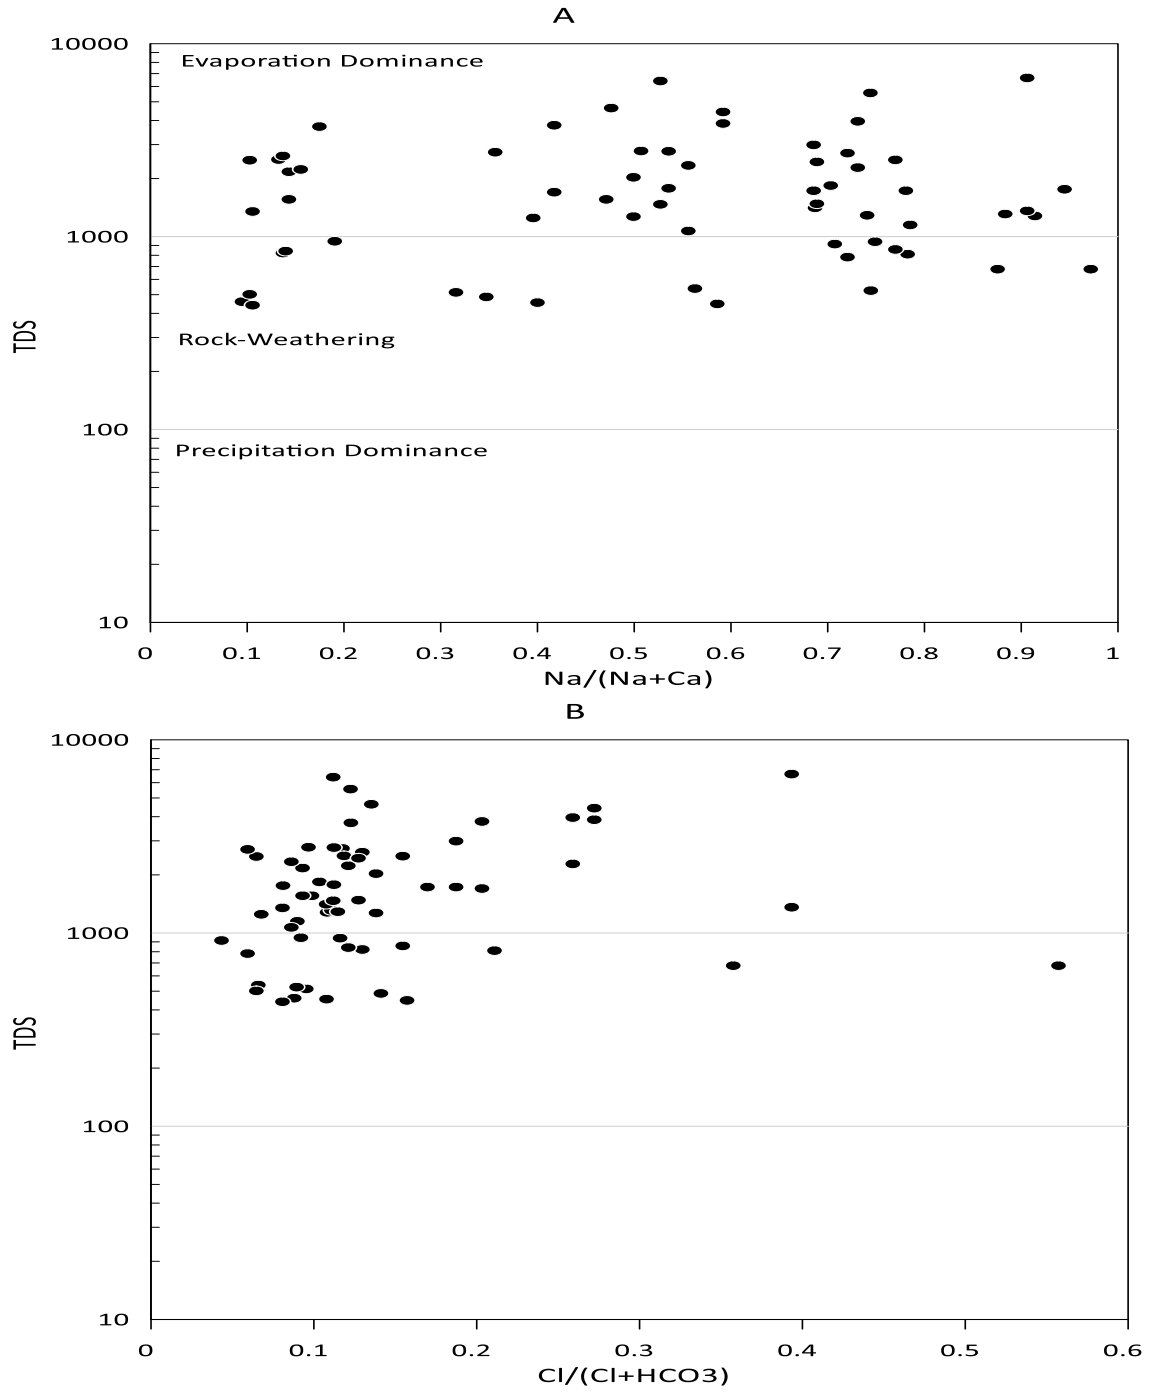 A
10000
Evaporation Dominance
1000
Rock-Weathering
TDS
100
Precipitation Dominance
10
0 0.1 0.2 0.3 0.4 0.5 0.6 0.7 0.8 0.9 1
Na/(Na+Ca)
B
10000
1000
TDS
100
10
0 0.1 0.2 0.3 0.4 0.5 0.6
Cl/(Cl+HCO3)